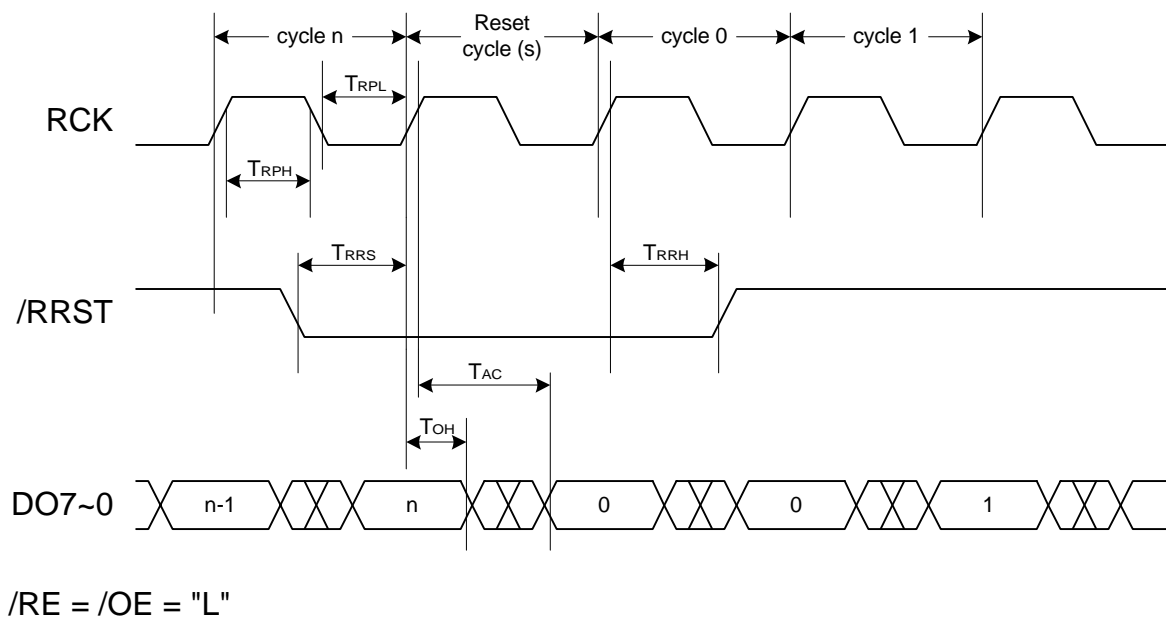 cycle n
Reset
cycle (s)
cycle 0
cycle 1
TRPL
RCK
TRPH
TRRS
TRRH
/RRST
TAC
TOH
DO7~0
n-1
n
0
0
1
/RE = /OE = "L"